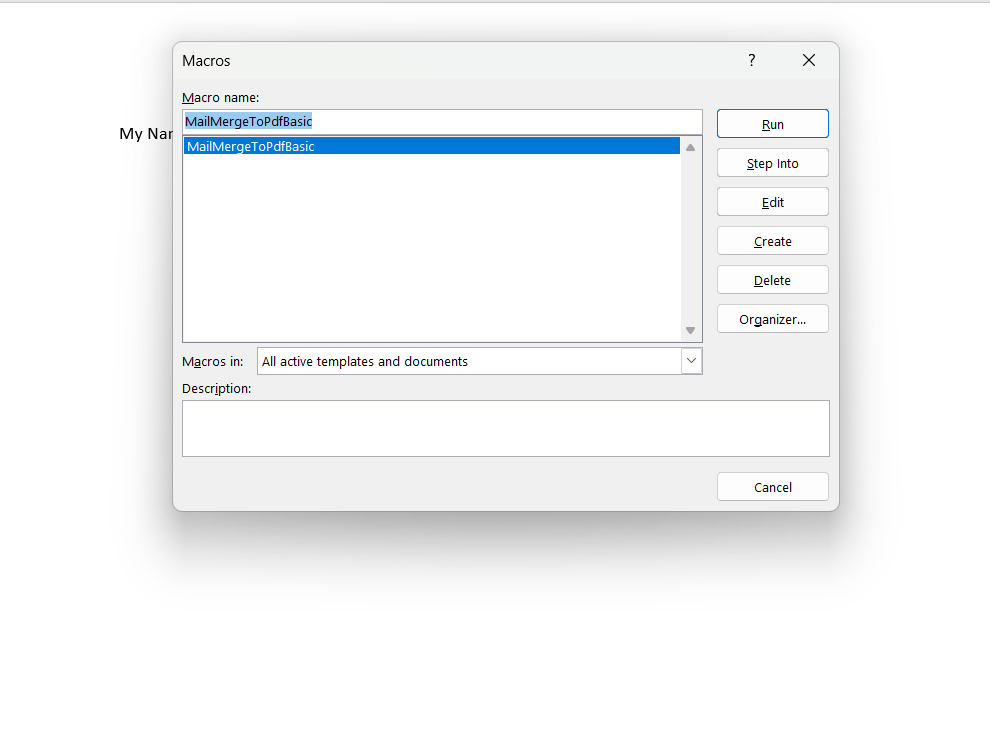 Macros
?
Macro name:
MailMergeToPdfBasic
MailMergeToPdfBasic
Run
Step Into
Edit
Create
Delete
Organizer...
Macros in:
All active templates and documents
Description:
Cancel
My Nar